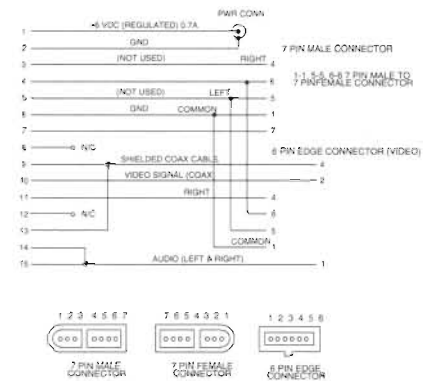 PWR CONN
1 -6 VDC (REGULATED) 0.7A
2 GND
7 PIN MALE CONNECTOR
3 (NOT USED) RIGHT 4
4 6
1-1, 5-5, 6-6 7 PIN MALE TO
7 PINFEMALE CONNECTOR
5 (NOT USED) LEFT 5
6 GND COMMON 1
7 7
8 N/C
6 PIN EDGE CONNECTOR (VIDEO)
9 SHIELDED COAX CABLE 4
10 VIDEO SIGNAL (COAX 2
11 RIGHT 4
12 N/C 6
13 5
COMMON 1
14
15 AUDIO (LEFT & RIGHT) 1
1 2 3 4 5 6 7
7 6 5 4 3 2 1
1 2 3 4 5 6
7 PIN MALE
CONNECTOR
7 PIN FEMALE
CONNECTOR
6 PIN EDGE
CONNECTOR